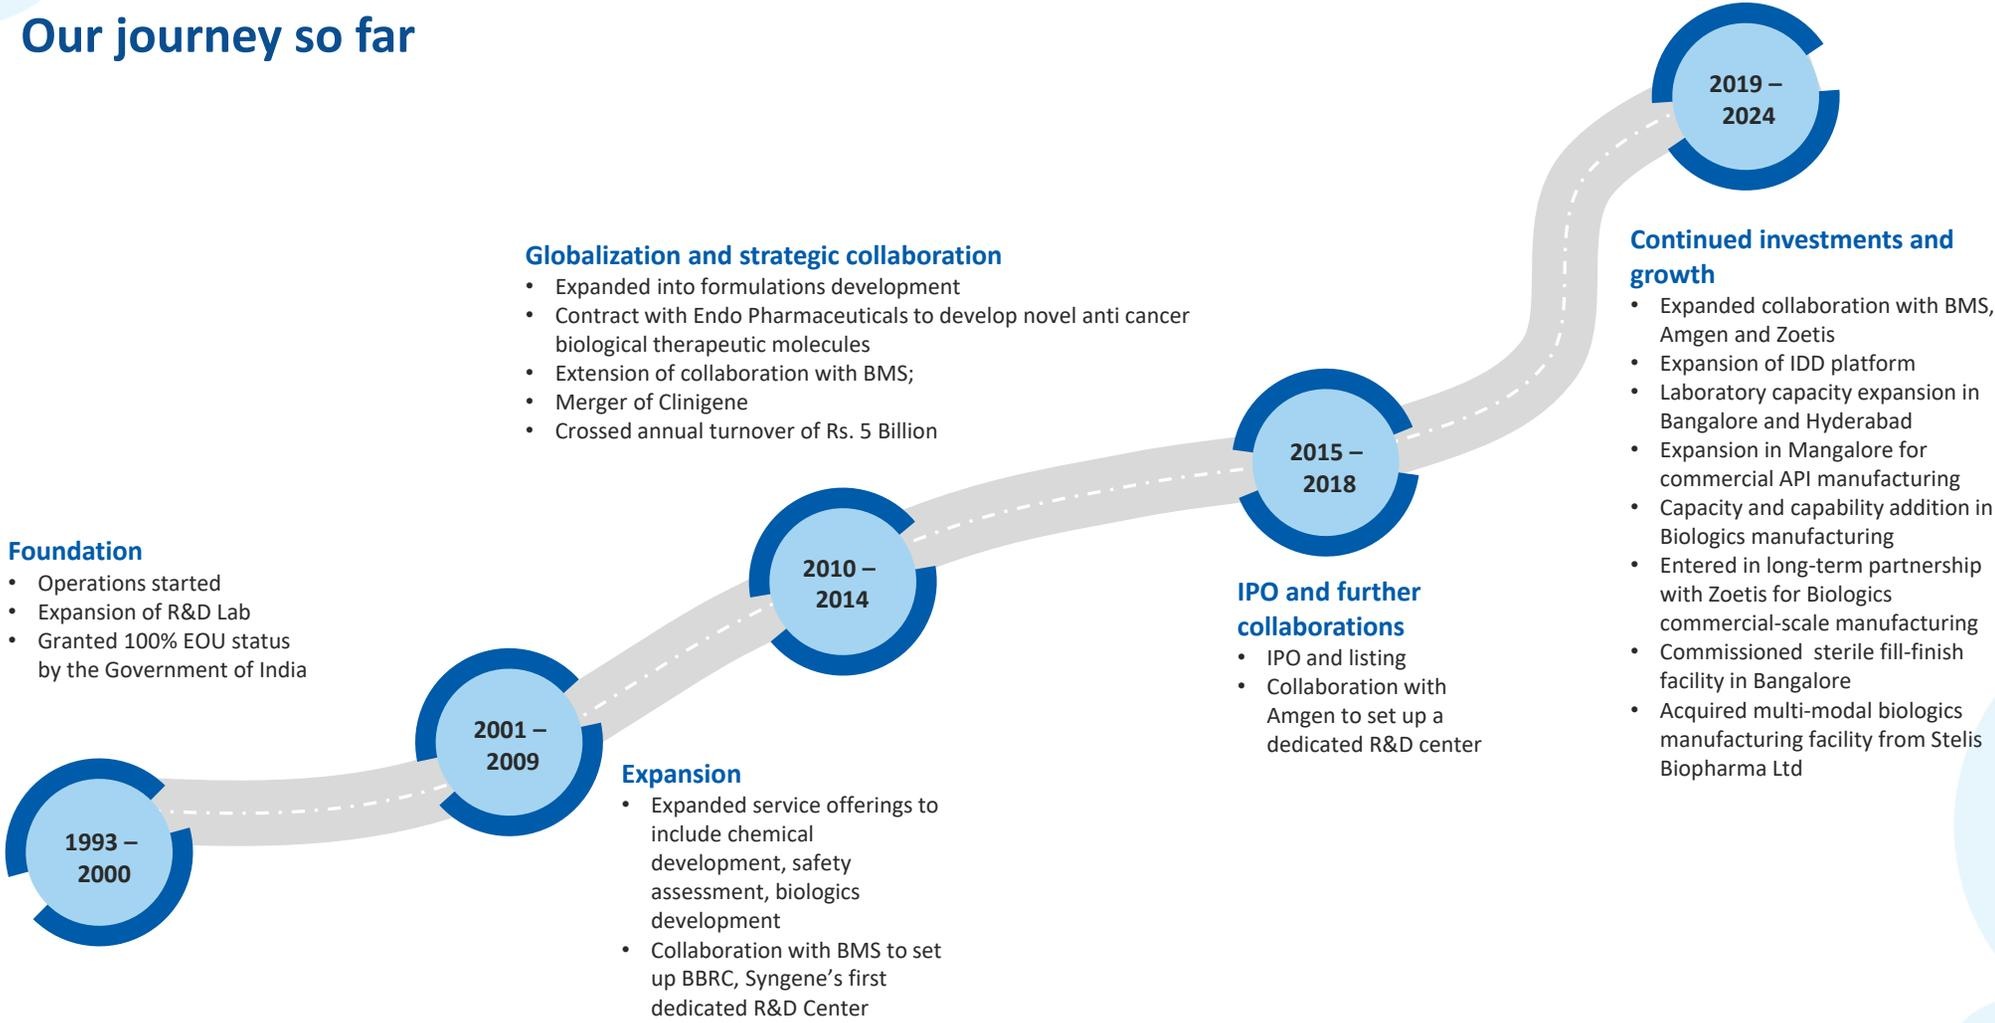 Our journey so far
1993 –
2000
Foundation
• Operations started
• Expansion of R&D Lab
• Granted 100% EOU status
by the Government of India
2001 –
2009
Expansion
• Expanded service offerings to
include chemical
development, safety
assessment, biologics
development
• Collaboration with BMS to set
up BBRC, Syngene’s first
dedicated R&D Center
2010 –
2014
Globalization and strategic collaboration
• Expanded into formulations development
• Contract with Endo Pharmaceuticals to develop novel anti cancer
biological therapeutic molecules
• Extension of collaboration with BMS;
• Merger of Clinigene
• Crossed annual turnover of Rs. 5 Billion
2015 –
2018
IPO and further
collaborations
• IPO and listing
• Collaboration with
Amgen to set up a
dedicated R&D center
2019 –
2024
Continued investments and
growth
• Expanded collaboration with BMS,
Amgen and Zoetis
• Expansion of IDD platform
• Laboratory capacity expansion in
Bangalore and Hyderabad
• Expansion in Mangalore for
commercial API manufacturing
• Capacity and capability addition in
Biologics manufacturing
• Entered in long-term partnership
with Zoetis for Biologics
commercial-scale manufacturing
• Commissioned  sterile fill-finish
facility in Bangalore
• Acquired multi-modal biologics
manufacturing facility from Stelis
Biopharma Ltd